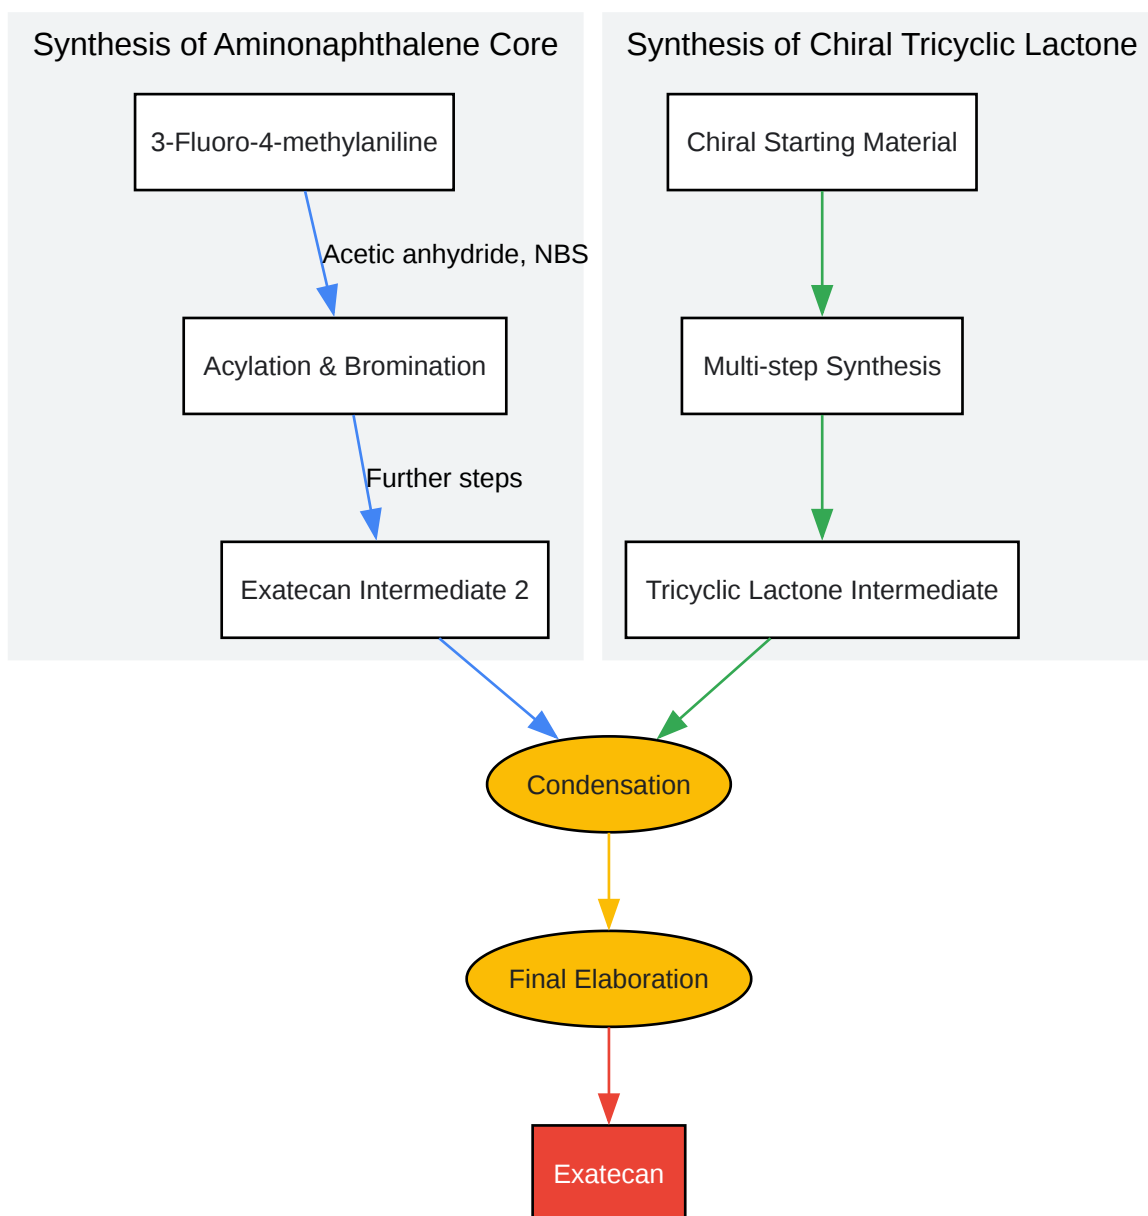 Synthesis of Aminonaphthalene Core
3-Fluoro-4-methylaniline
Acetic anhydride, NBS
Acylation & Bromination
Further steps
Exatecan Intermediate 2
Synthesis of Chiral Tricyclic Lactone
Chiral Starting Material
Multi-step Synthesis
Tricyclic Lactone Intermediate
Condensation
Final Elaboration
Exatecan